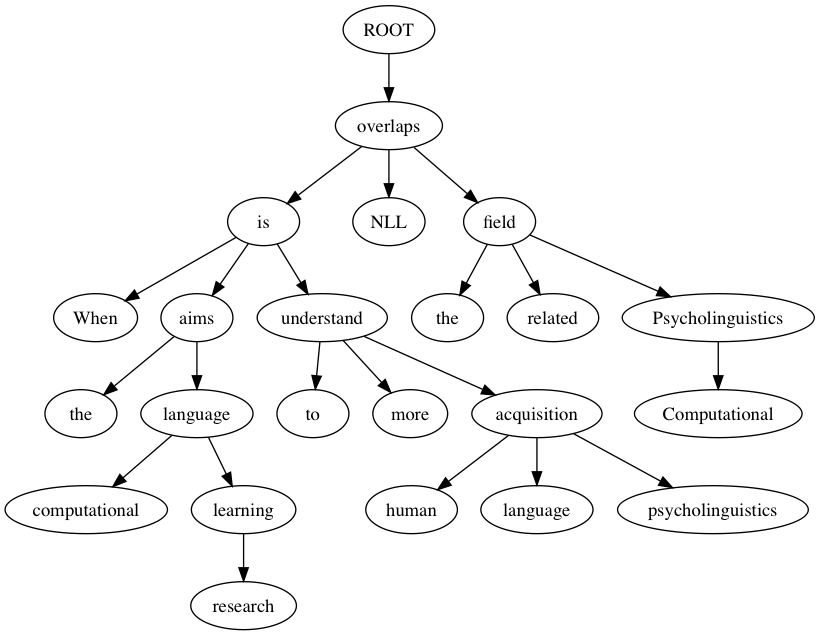 ROOT
overlaps
is NLL field
When aims understand the related Psycholinguistics
the language to more acquisition Computational
computational learning human language psycholinguistics
research